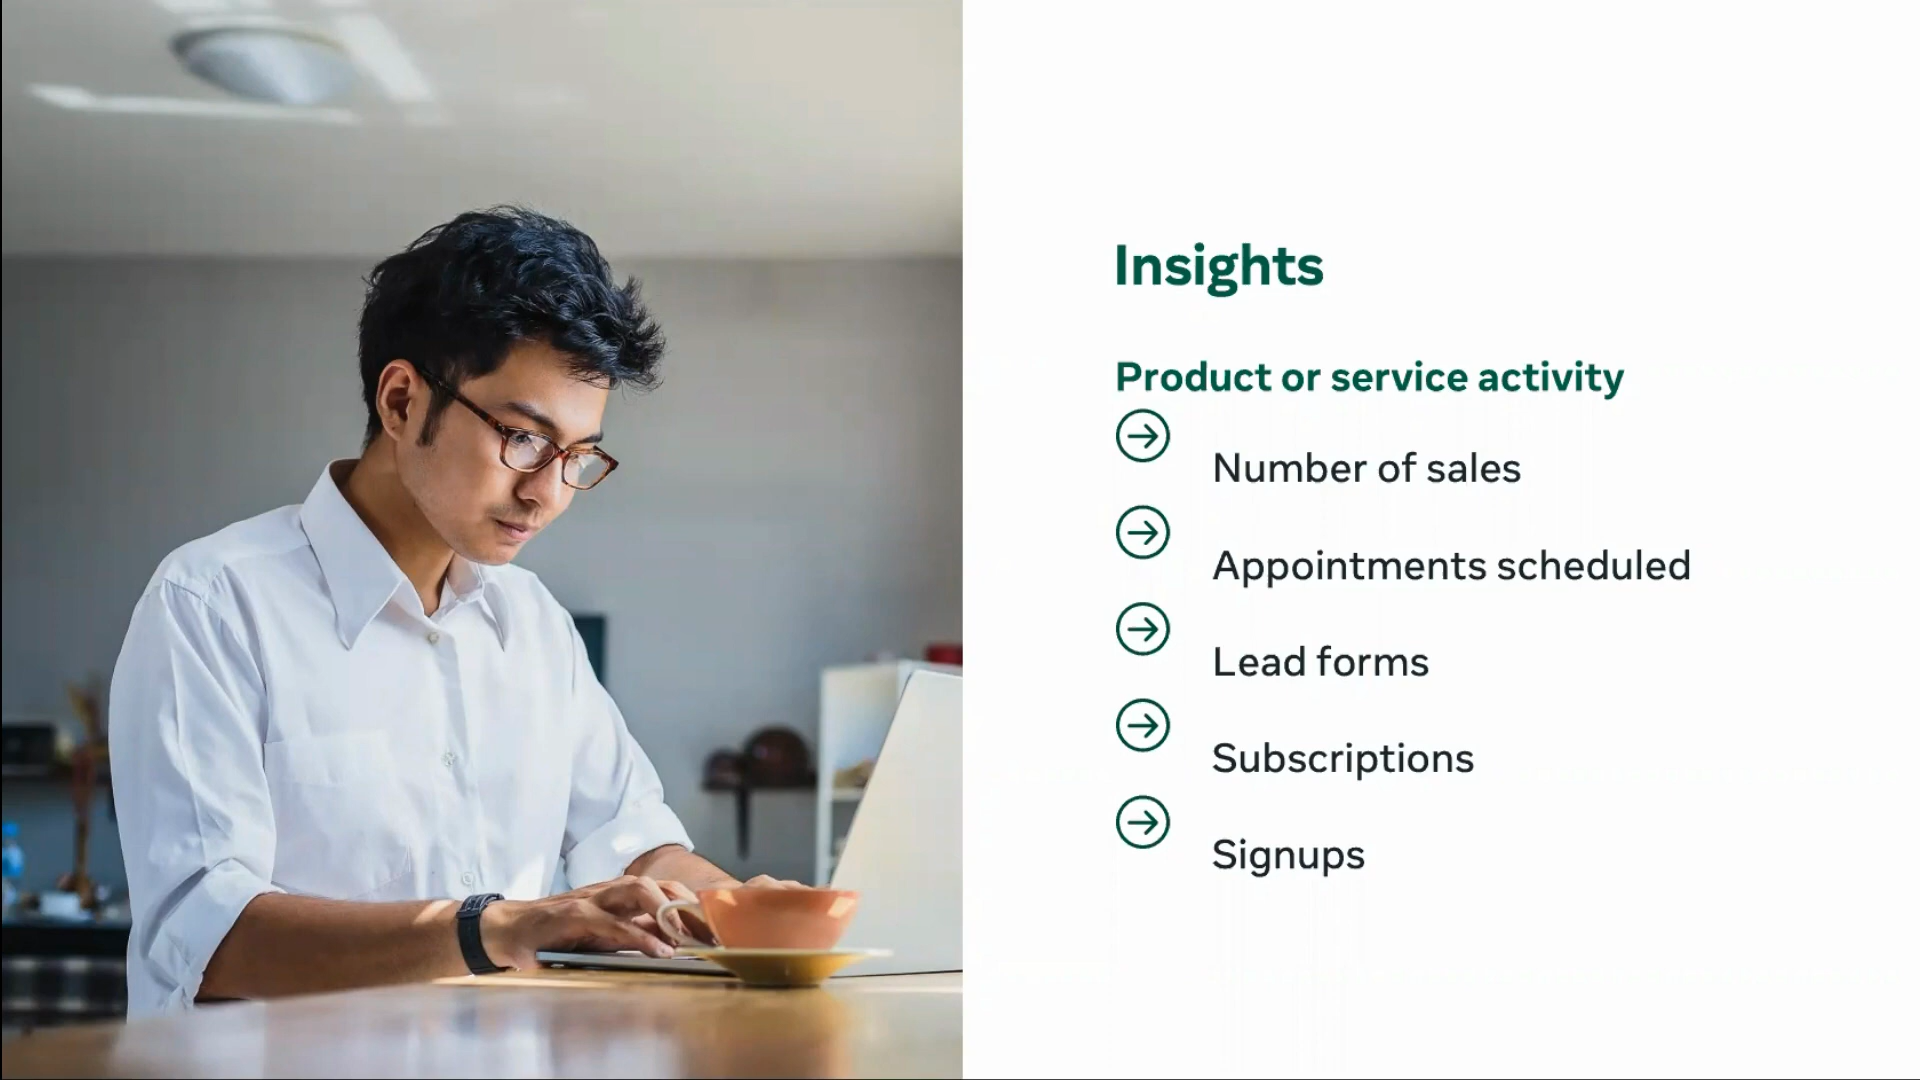 Insights
Product or service activity
Number of sales
Appointments scheduled
Lead forms
Subscriptions
Signups